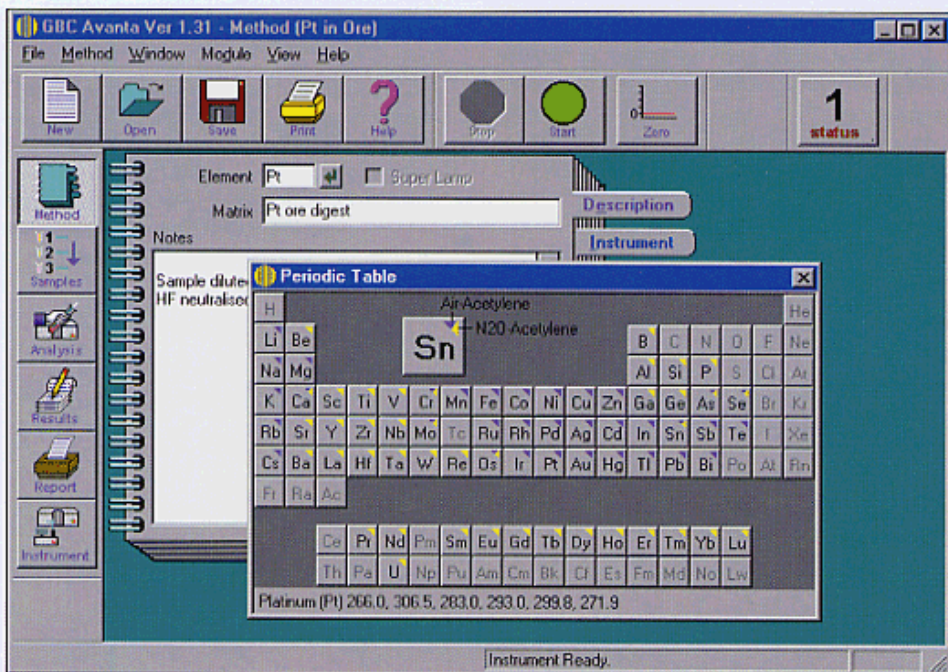 GBC Avanta Ver 1.31 - Method (Pt in Ore)
File Method Window Module View Help
New Open Save Print Help Stop Start Zero
1
status
Method
1
2
3
Samples
Analysis
Results
Report
Instrument
Element Pt Super Lamp
Matrix Pt ore digest
Notes
Description
Instrument
Sample dilute
HF neutralised
Periodic Table
Air-Acetylene
N2O-Acetylene
Sn
H He
Li Be B C N O F Ne
Na Mg Al Si P S Cl Ar
K Ca Sc Ti V Cr Mn Fe Co Ni Cu Zn Ga Ge As Se Br Kr
Rb Sr Y Zr Nb Mo Tc Ru Rh Pd Ag Cd In Sn Sb Te I Xe
Cs Ba La Hf Ta W Re Os Ir Pt Au Hg Tl Pb Bi Po At Rn
Fr Ra Ac
Ce Pr Nd Pm Sm Eu Gd Tb Dy Ho Er Tm Yb Lu
Th Pa U Np Pu Am Cm Bk Cf Es Fm Md No Lw
Platinum (Pt) 266.0, 306.5, 283.0, 293.0, 299.8, 271.9
Instrument Ready.